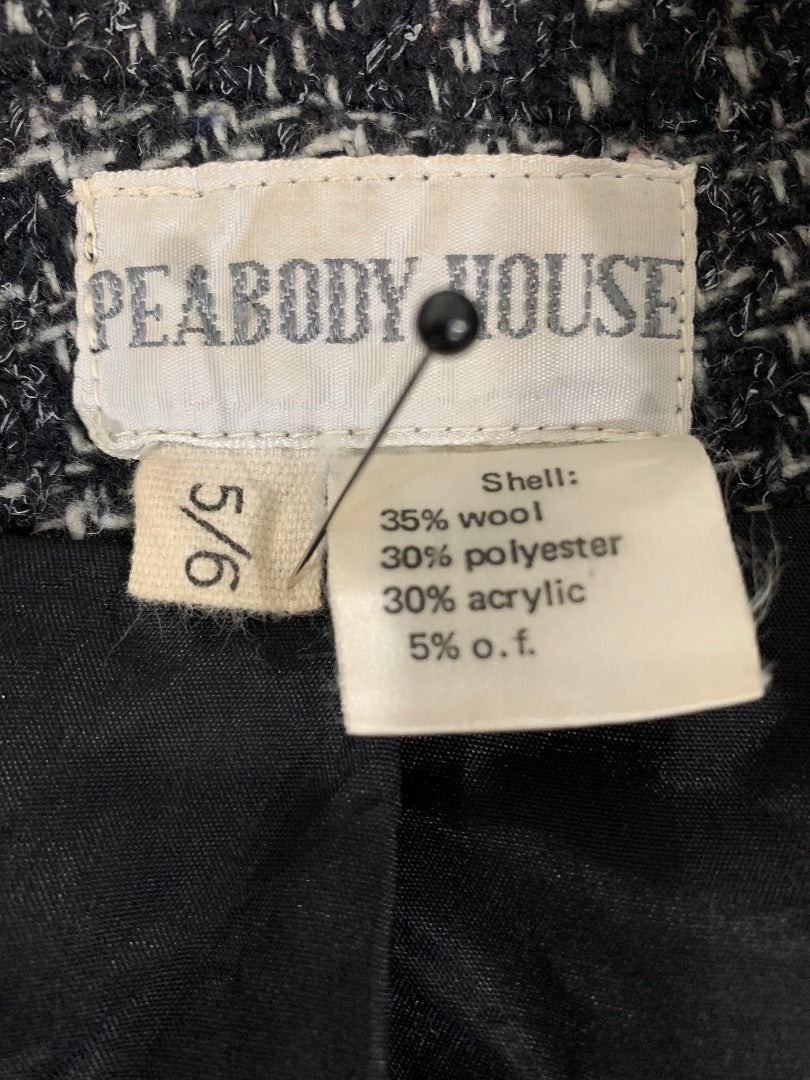 PEABODY HOUSE
5/6
Shell:
35% wool
30% polyester
30% acrylic
5% o.f.